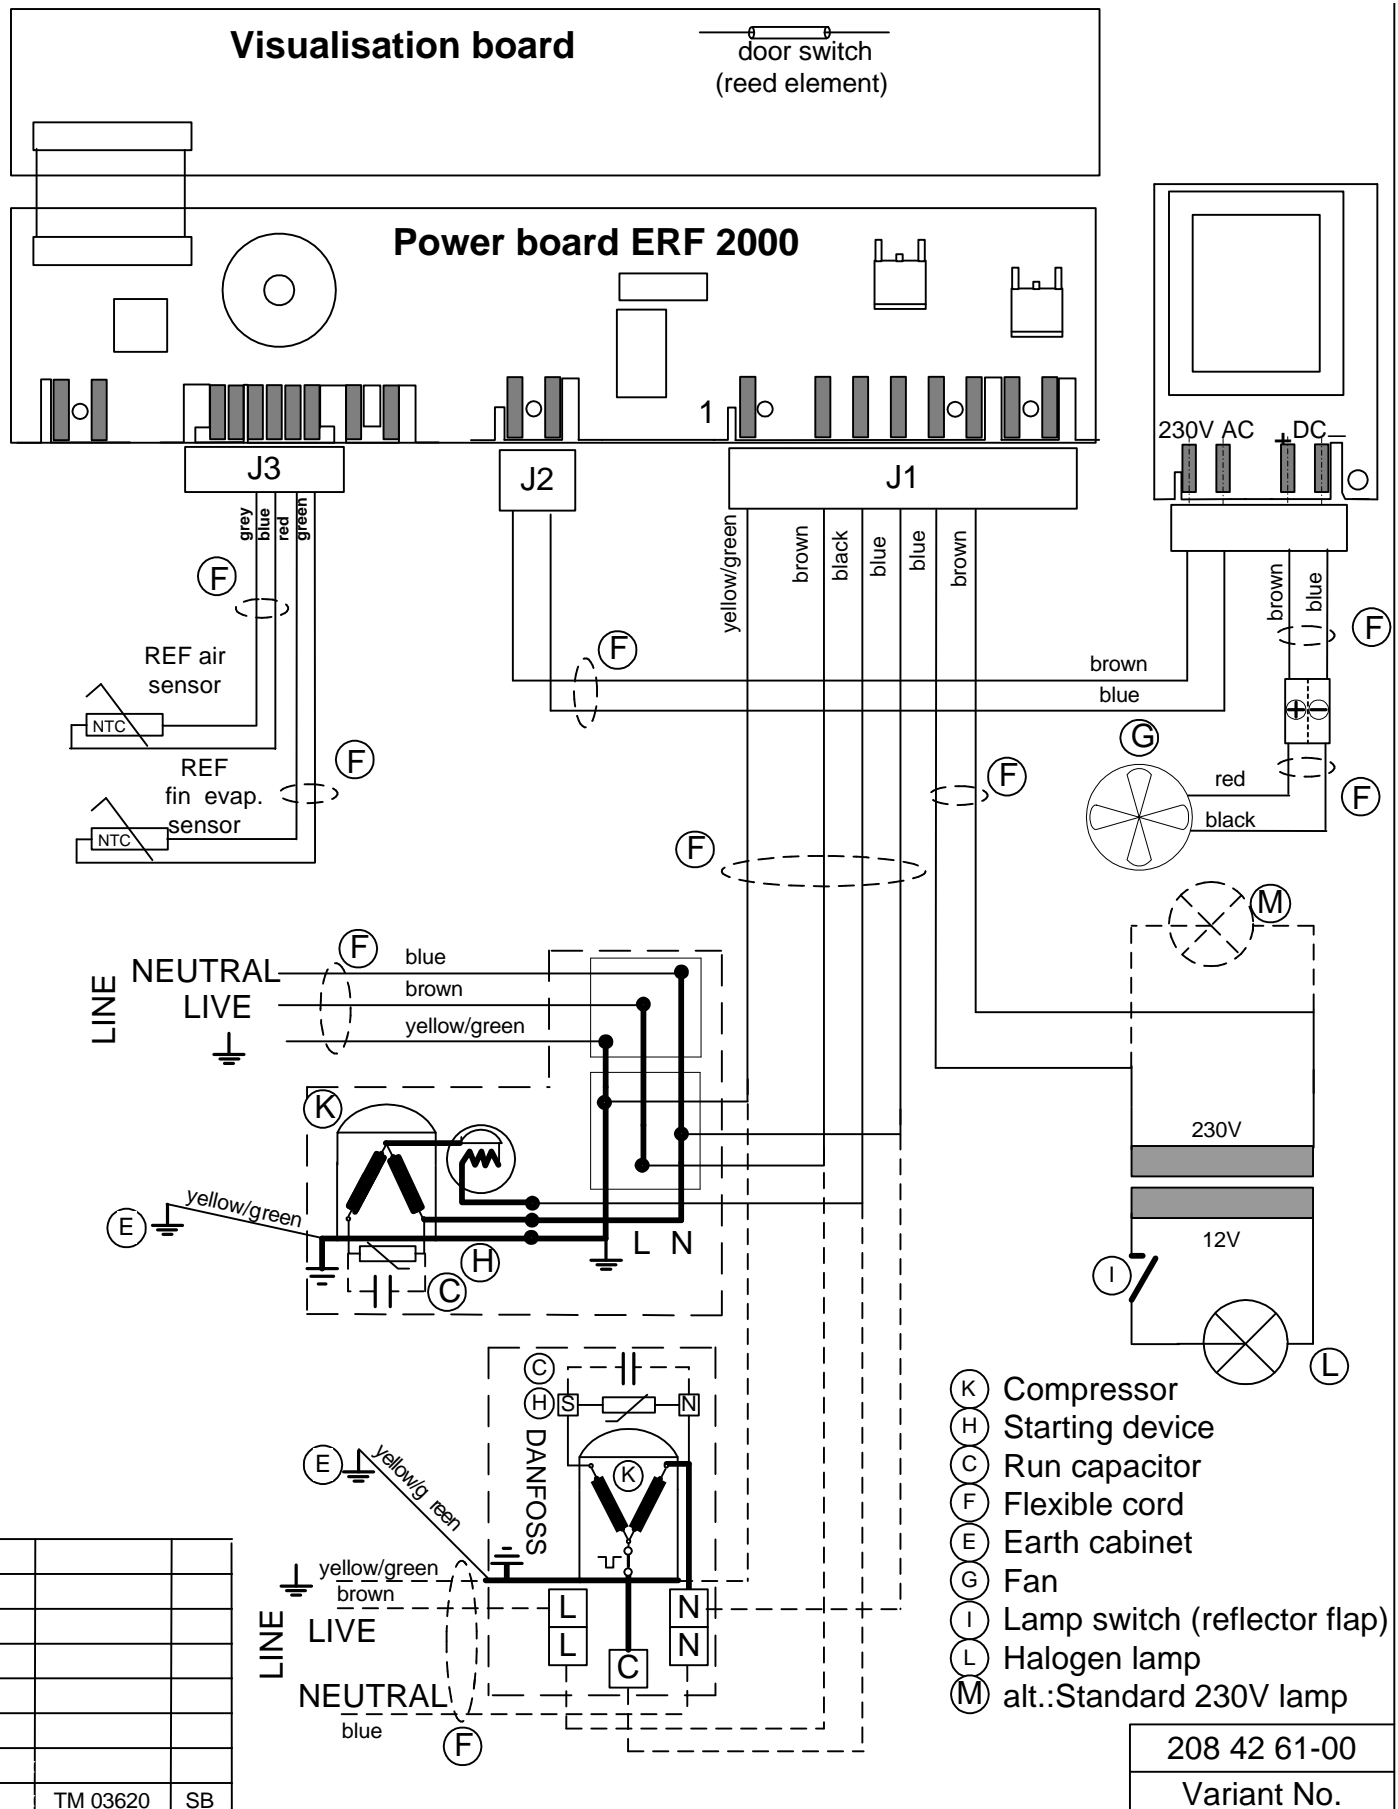 Visualisation board
door switch
(reed element)
Power board ERF 2000
1
230V AC
+ DC −
J3
J2
J1
grey
blue
red
green
yellow/green
brown
black
blue
blue
brown
brown
blue
F
F
F
REF air
sensor
NTC
brown
blue
+ −
G
REF
fin evap.
sensor
NTC
F
F
F
red
black
F
M
NEUTRAL
LIVE
LINE
F
blue
brown
yellow/green
K
230V
12V
yellow/green
E
L N
H
C
I
L
C
H
S
N
DANFOSS
K
E
yellow/g reen
yellow/green
brown
LINE
LIVE
NEUTRAL
blue
F
L
L
N
N
C
K Compressor
H Starting device
C Run capacitor
F Flexible cord
E Earth cabinet
G Fan
I Lamp switch (reflector flap)
L Halogen lamp
M alt.:Standard 230V lamp
TM 03620 SB
208 42 61-00
Variant No.